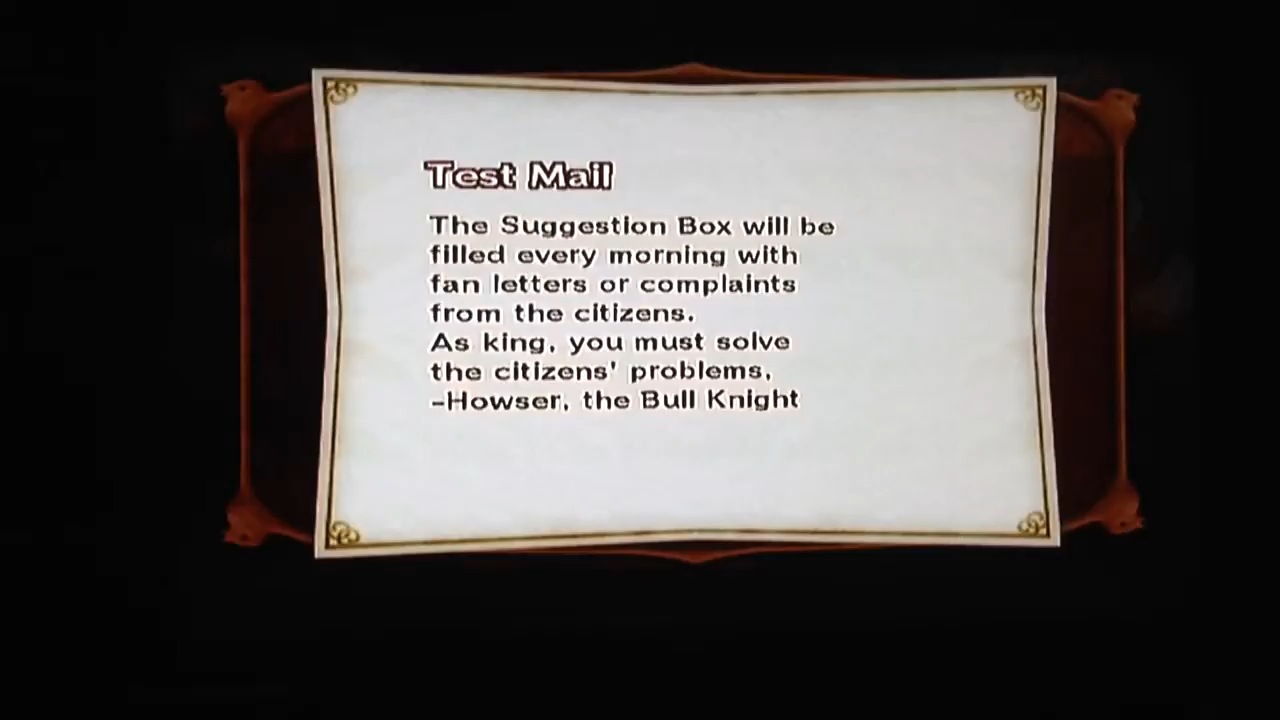 Test Mail
The Suggestion Box will be
filled every morning with
fan letters or complaints
from the citizens.
As king, you must solve
the citizens' problems,
-Howser, the Bull Knight